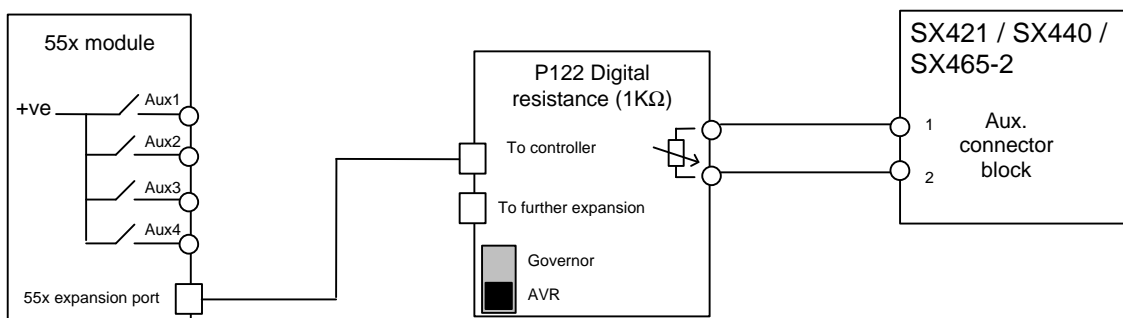 55x module
+ve
Aux1
Aux2
Aux3
Aux4
55x expansion port
P122 Digital
resistance (1KΩ)
To controller
To further expansion
Governor
AVR
SX421 / SX440 /
SX465-2
1
2
Aux.
connector
block